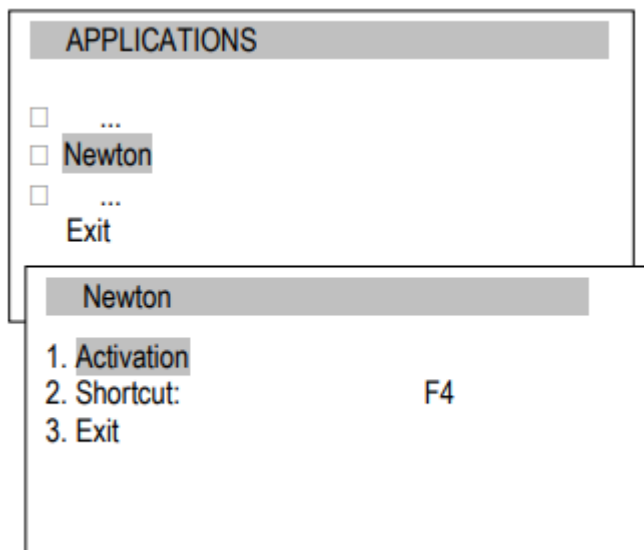 APPLICATIONS
...
Newton
...
Exit
Newton
1. Activation
2. Shortcut: F4
3. Exit